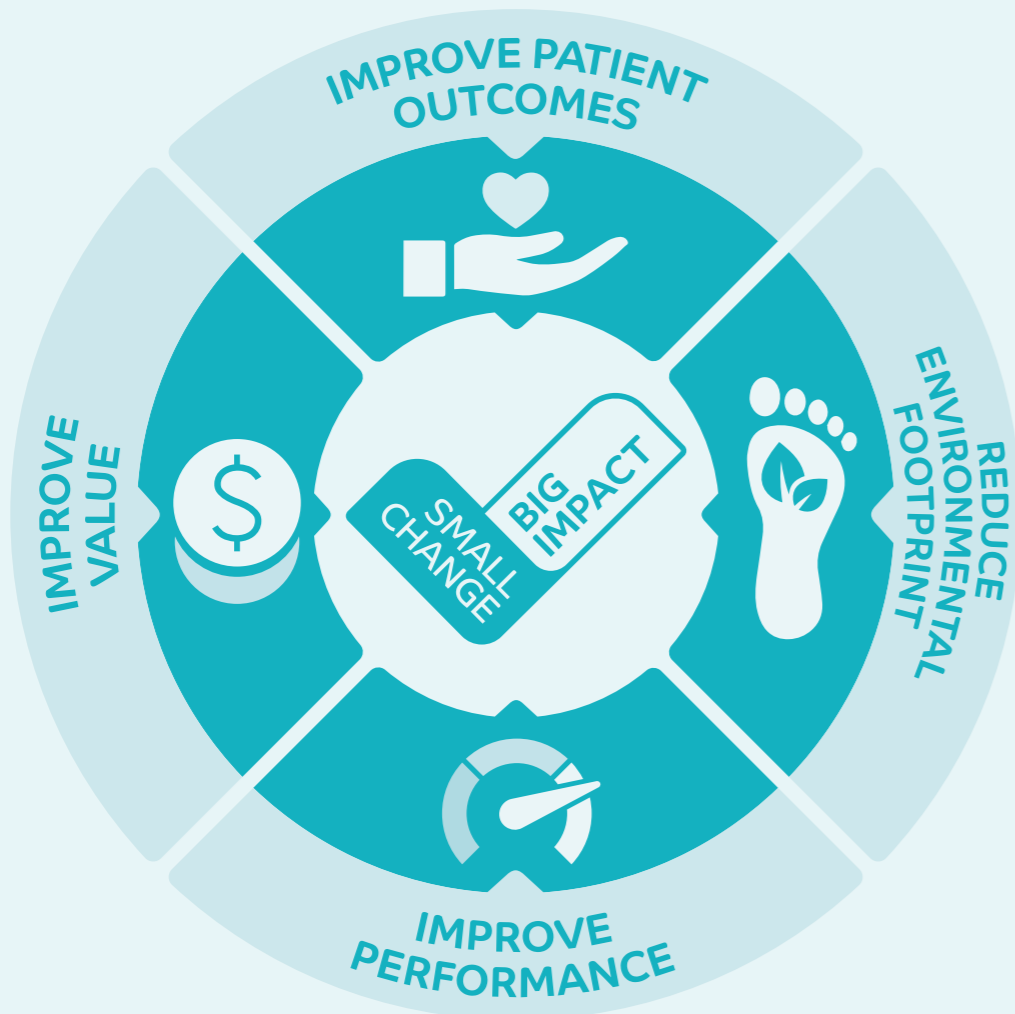 IMPROVE PATIENT
OUTCOMES
REDUCE
ENVIRONMENTAL
FOOTPRINT
IMPROVE
PERFORMANCE
IMPROVE
VALUE
$
SMALL
CHANGE
BIG
IMPACT